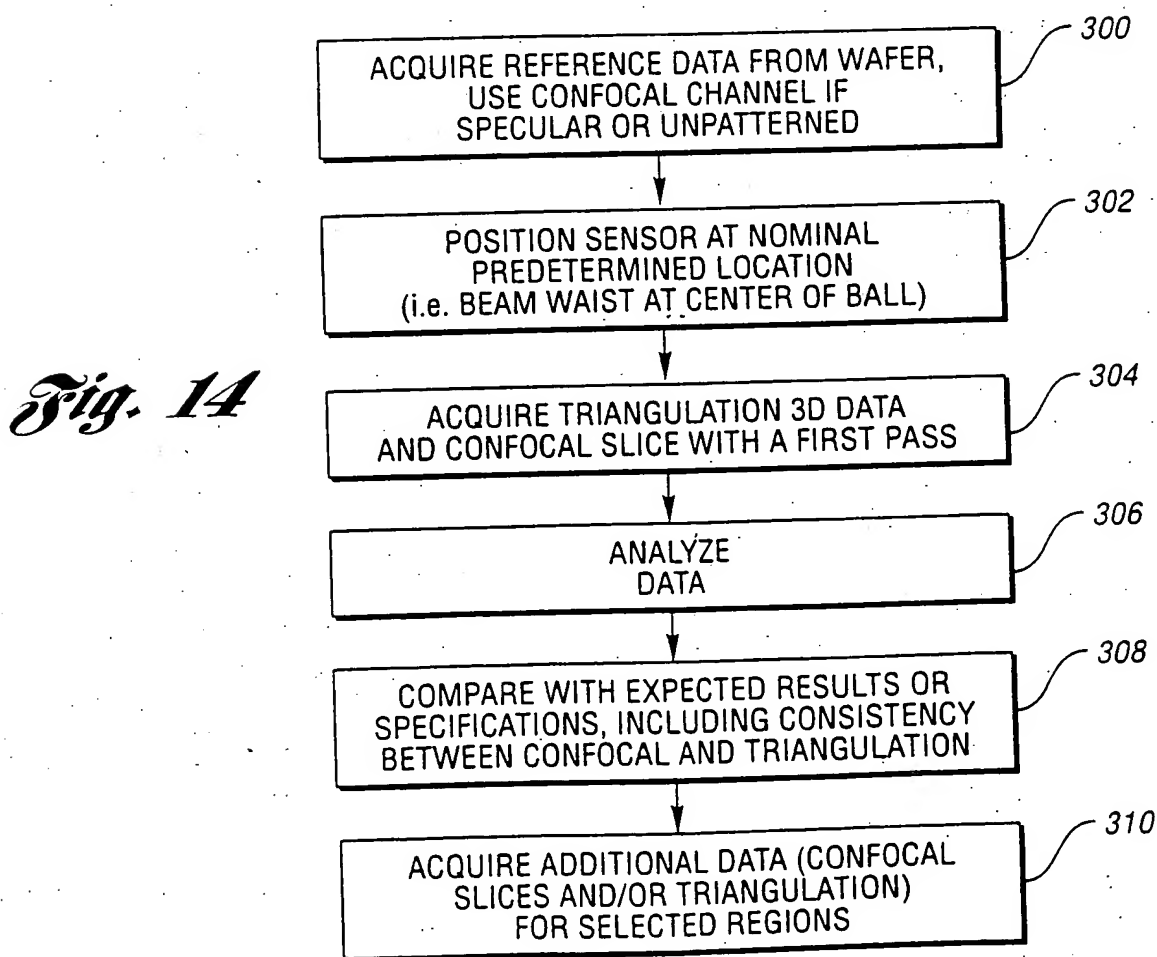 300
ACQUIRE REFERENCE DATA FROM WAFER,
USE CONFOCAL CHANNEL IF
SPECULAR OR UNPATTERNED
302
POSITION SENSOR AT NOMINAL
PREDETERMINED LOCATION
(i.e. BEAM WAIST AT CENTER OF BALL)
Fig. 14
304
ACQUIRE TRIANGULATION 3D DATA
AND CONFOCAL SLICE WITH A FIRST PASS
306
ANALYZE
DATA
308
COMPARE WITH EXPECTED RESULTS OR
SPECIFICATIONS, INCLUDING CONSISTENCY
BETWEEN CONFOCAL AND TRIANGULATION
310
ACQUIRE ADDITIONAL DATA (CONFOCAL
SLICES AND/OR TRIANGULATION)
FOR SELECTED REGIONS